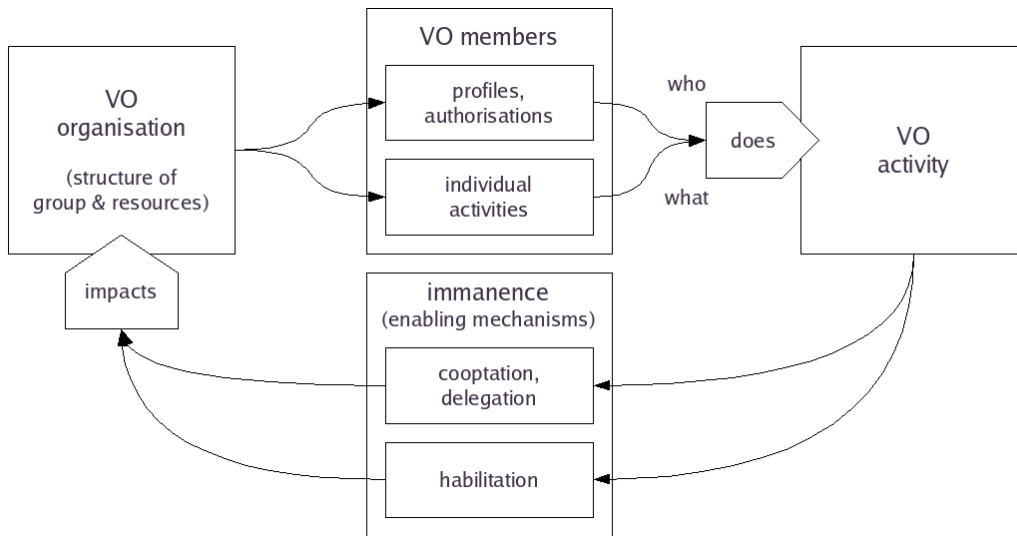 VO
organisation
(structure of
group & resources)
impacts
VO members
profiles,
authorisations
individual
activities
who
does
what
VO
activity
immanence
(enabling mechanisms)
cooptation,
delegation
habilitation